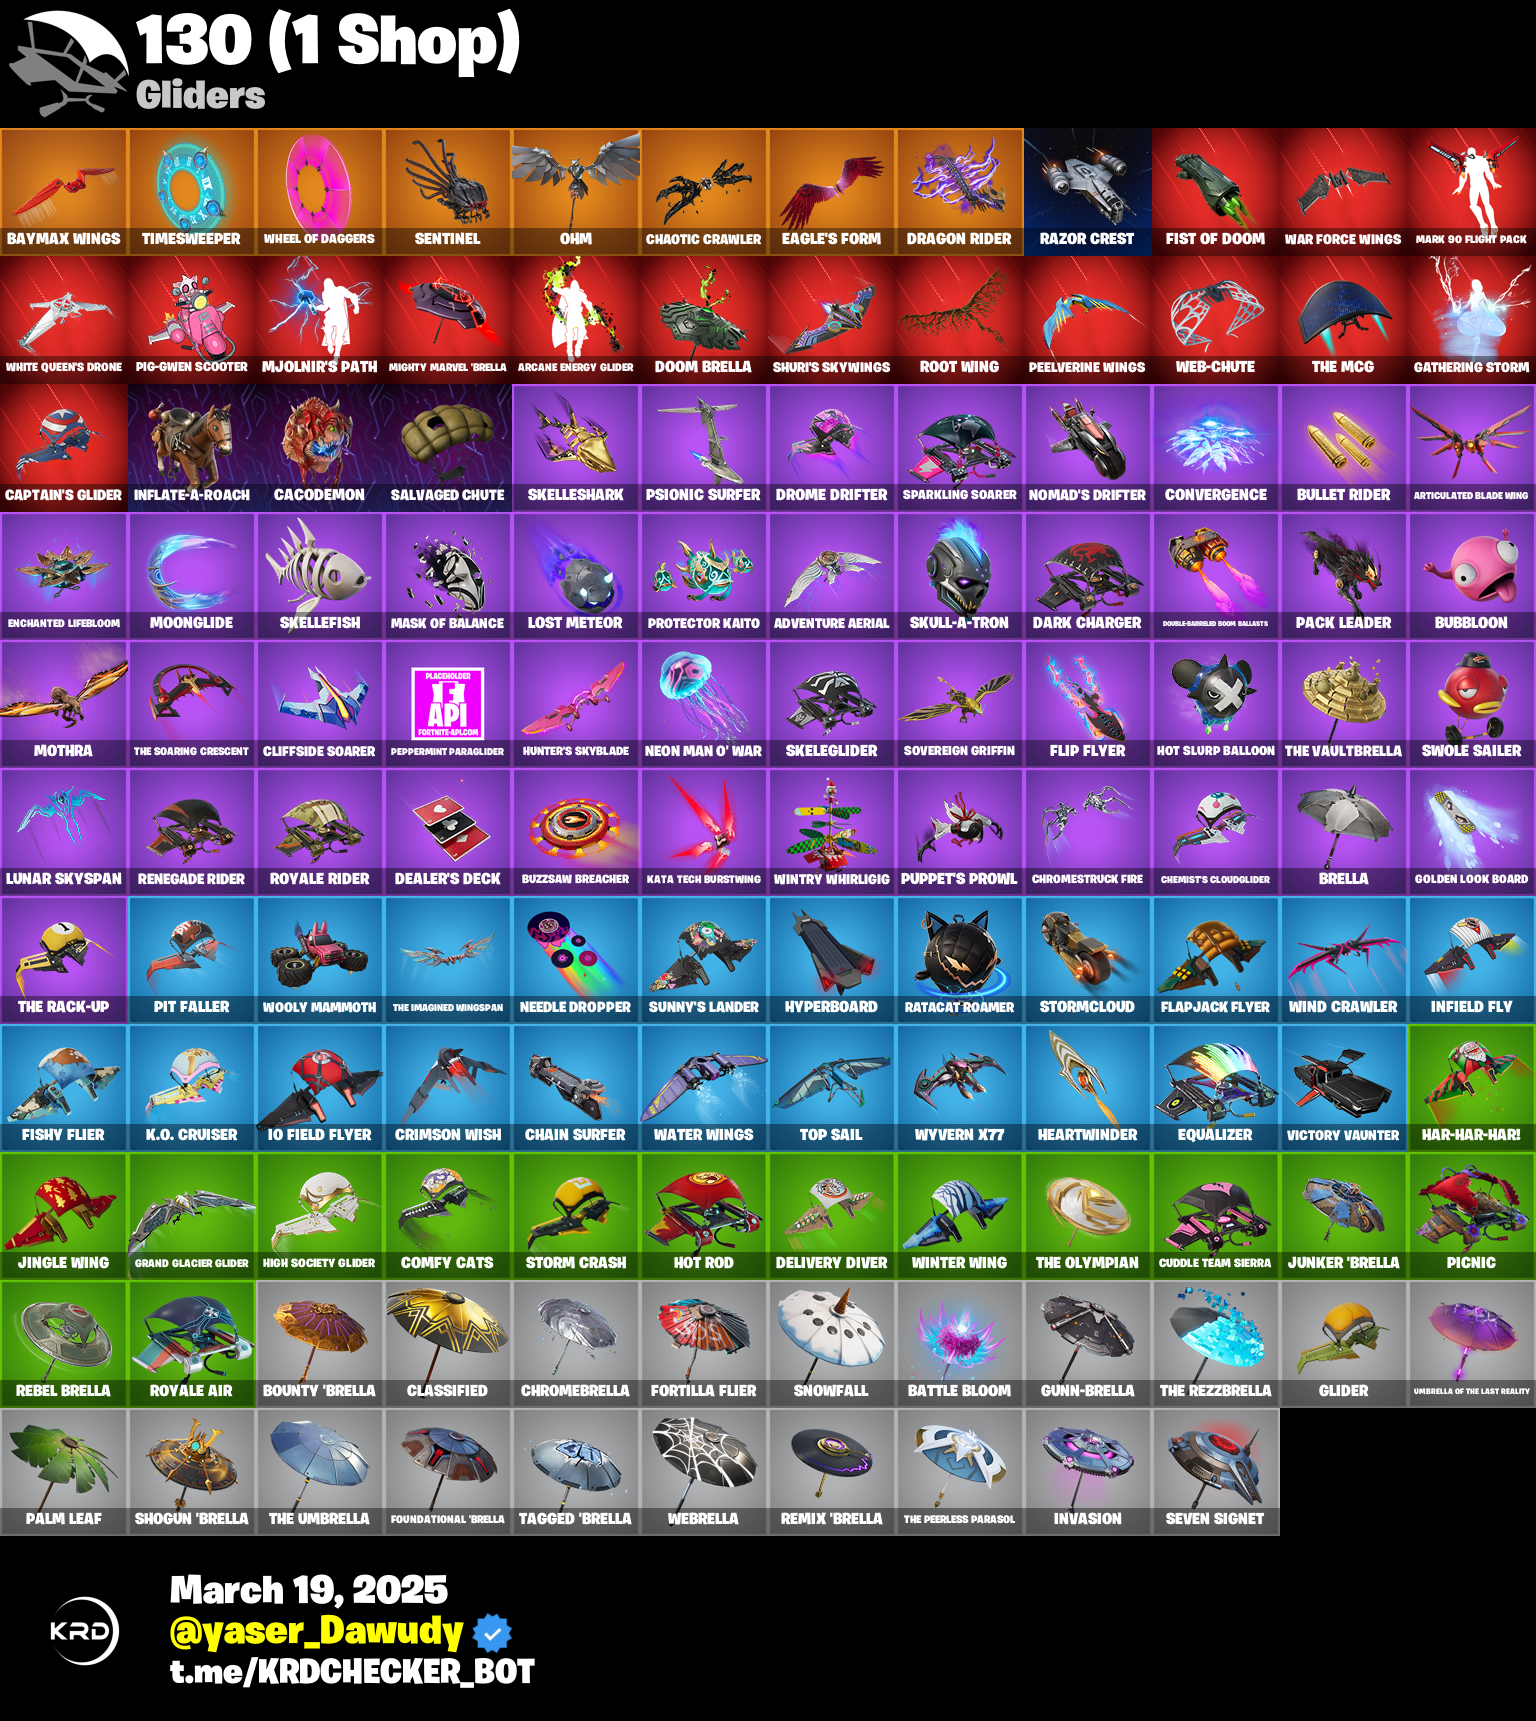 130 (1 Shop)
Gliders
BAYMAX WINGS TIMESWEEPER WHEEL OF DAGGERS SENTINEL OHM CHAOTIC CRAWLER EAGLE'S FORM DRAGON RIDER RAZOR CREST FIST OF DOOM WAR FORCE WINGS MARK 90 FLIGHT PACK
WHITE QUEEN'S DRONE PIG-GWEN SCOOTER MJOLNIR'S PATH MIGHTY MARVEL 'BRELLA ARCANE ENERGY GLIDER DOOM BRELLA SHURI'S SKYWINGS ROOT WING PEELVERINE WINGS WEB-CHUTE THE MCG GATHERING STORM
CAPTAIN'S GLIDER INFLATE-A-ROACH CACODEMON SALVAGED CHUTE SKELLESHARK PSIONIC SURFER DROME DRIFTER SPARKLING SOARER NOMAD'S DRIFTER CONVERGENCE BULLET RIDER ARTICULATED BLADE WING
ENCHANTED LIFEBLOOM MOONGLIDE SKELLEFISH MASK OF BALANCE LOST METEOR PROTECTOR KAITO ADVENTURE AERIAL SKULL-A-TRON DARK CHARGER DOUBLE-BARRELED BOOM BALLASTS PACK LEADER BUBBLOON
PLACEHOLDER
F
API
FORTNITE-API.COM
MOTHRA THE SOARING CRESCENT CLIFFSIDE SOARER PEPPERMINT PARAGLIDER HUNTER'S SKYBLADE NEON MAN O' WAR SKELEGLIDER SOVEREIGN GRIFFIN FLIP FLYER HOT SLURP BALLOON THE VAULTBRELLA SWOLE SAILER
LUNAR SKYSPAN RENEGADE RIDER ROYALE RIDER DEALER'S DECK BUZZSAW BREACHER KATA TECH BURSTWING WINTRY WHIRLIGIG PUPPET'S PROWL CHROMESTRUCK FIRE CHEMIST'S CLOUDGLIDER BRELLA GOLDEN LOOK BOARD
THE RACK-UP PIT FALLER WOOLY MAMMOTH THE IMAGINED WINGSPAN NEEDLE DROPPER SUNNY'S LANDER HYPERBOARD RATACAT ROAMER STORMCLOUD FLAPJACK FLYER WIND CRAWLER INFIELD FLY
FISHY FLIER K.O. CRUISER IO FIELD FLYER CRIMSON WISH CHAIN SURFER WATER WINGS TOP SAIL WYVERN X77 HEARTWINDER EQUALIZER VICTORY VAUNTER HAR-HAR-HAR!
JINGLE WING GRAND GLACIER GLIDER HIGH SOCIETY GLIDER COMFY CATS STORM CRASH HOT ROD DELIVERY DIVER WINTER WING THE OLYMPIAN CUDDLE TEAM SIERRA JUNKER 'BRELLA PICNIC
REBEL BRELLA ROYALE AIR BOUNTY 'BRELLA CLASSIFIED CHROMEBRELLA FORTILLA FLIER SNOWFALL BATTLE BLOOM GUNN-BRELLA THE REZZBRELLA GLIDER UMBRELLA OF THE LAST REALITY
PALM LEAF SHOGUN 'BRELLA THE UMBRELLA FOUNDATIONAL 'BRELLA TAGGED 'BRELLA WEBRELLA REMIX 'BRELLA THE PEERLESS PARASOL INVASION SEVEN SIGNET
March 19, 2025
KRD @yaser_Dawudy
t.me/KRDCHECKER_BOT